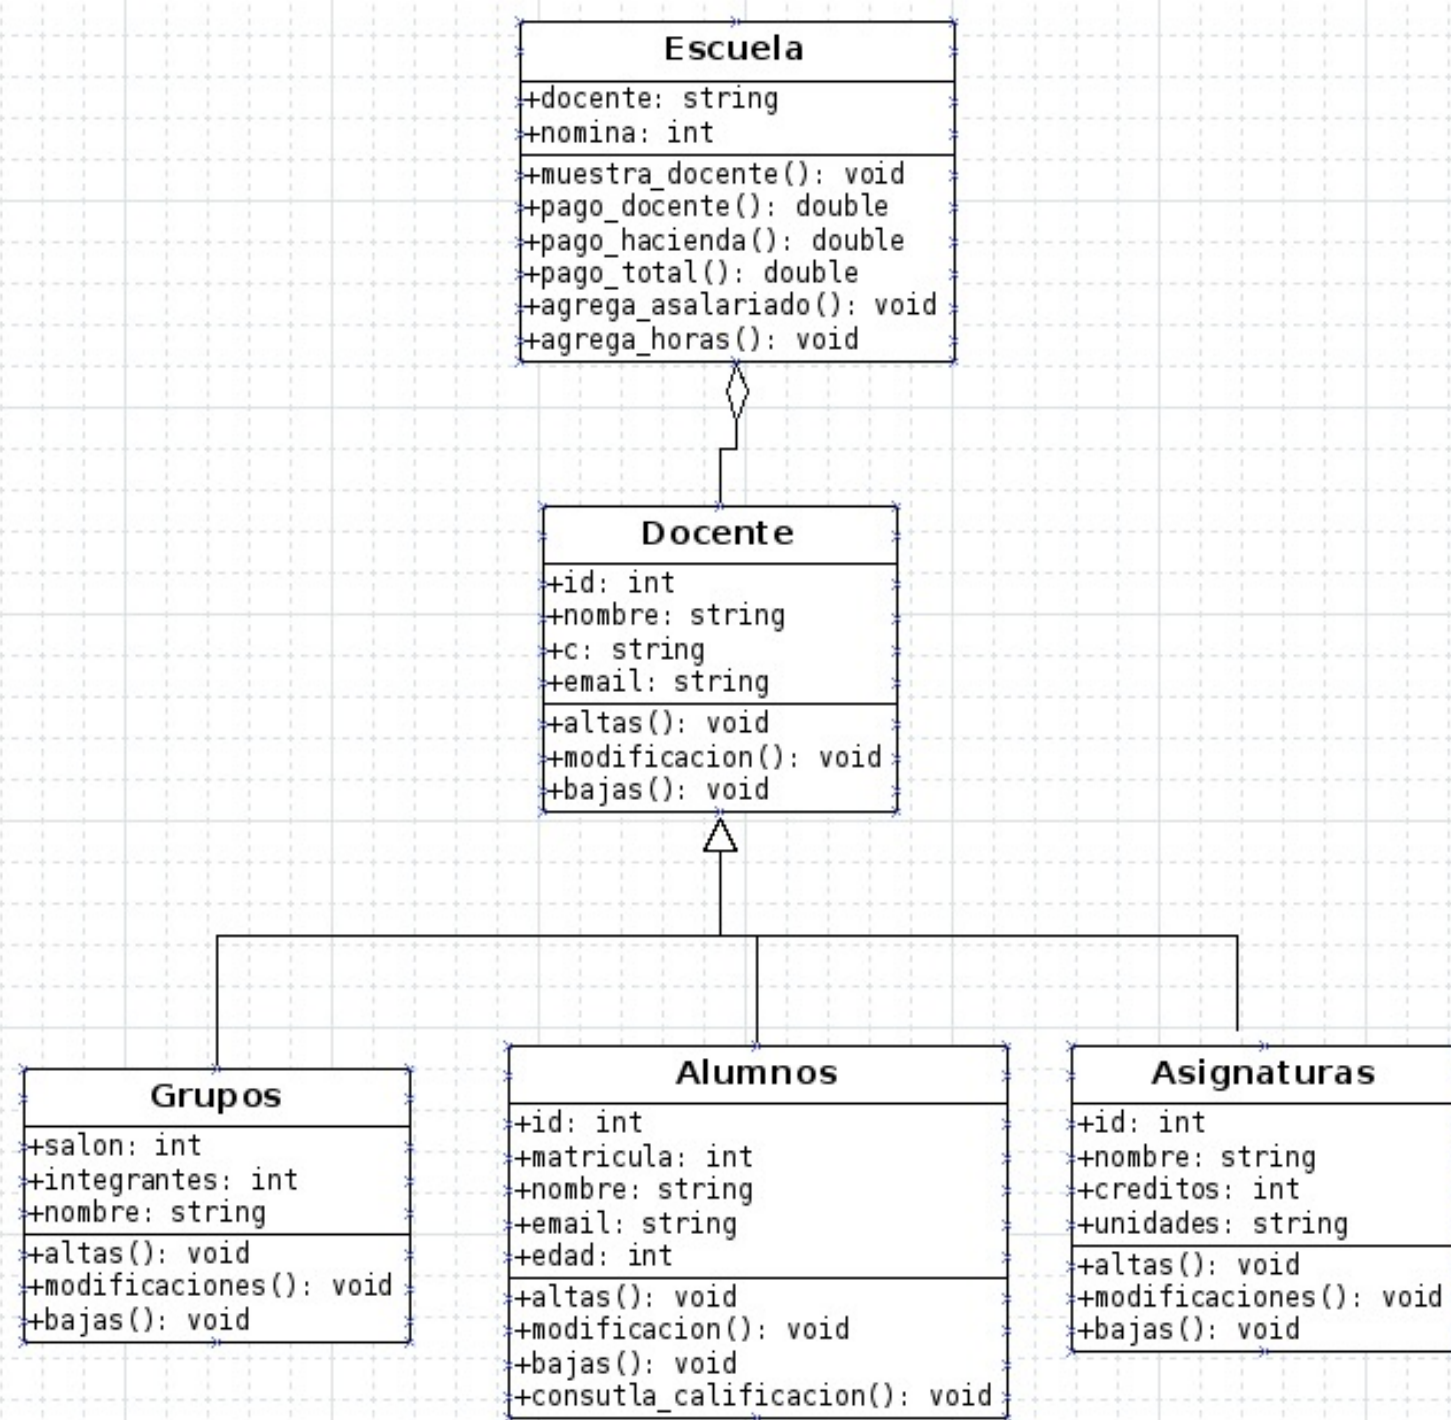 Escuela
+docente: string
+nomina: int
+muestra_docente(): void
+pago_docente(): double
+pago_hacienda(): double
+pago_total(): double
+agrega_asalariado(): void
+agrega_horas(): void
Docente
+id: int
+nombre: string
+c: string
+email: string
+altas(): void
+modificacion(): void
+bajas(): void
Grupos
+salon: int
+integrantes: int
+nombre: string
+altas(): void
+modificaciones(): void
+bajas(): void
Alumnos
+id: int
+matricula: int
+nombre: string
+email: string
+edad: int
+altas(): void
+modificacion(): void
+bajas(): void
+consutla_calificacion(): void
Asignaturas
+id: int
+nombre: string
+creditos: int
+unidades: string
+altas(): void
+modificaciones(): void
+bajas(): void